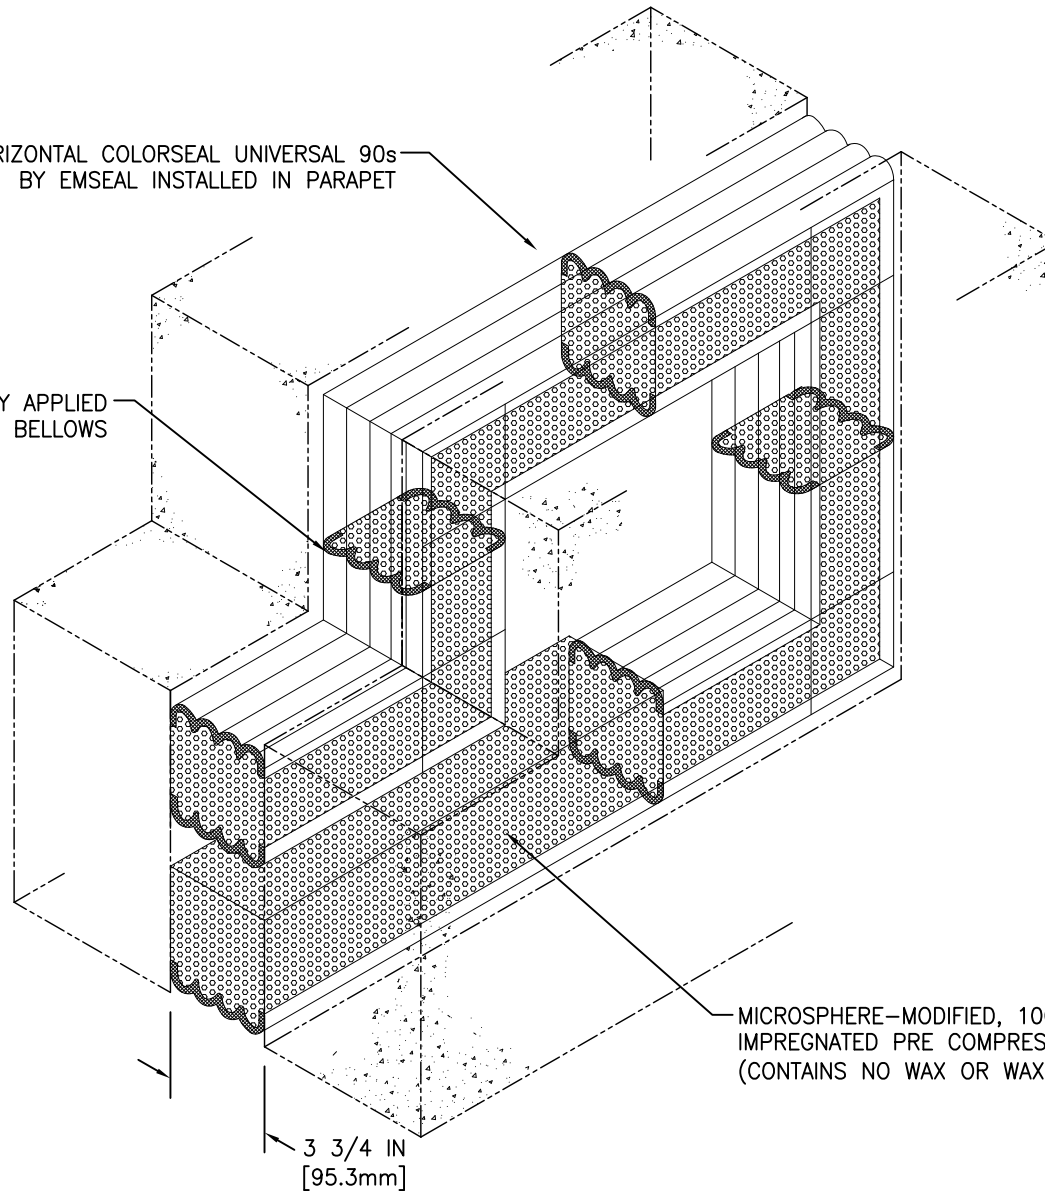 RIZONTAL COLORSEAL UNIVERSAL 90s
BY EMSEAL INSTALLED IN PARAPET
Y APPLIED
BELLOWS
MICROSPHERE-MODIFIED, 10
IMPREGNATED PRE COMPRES
(CONTAINS NO WAX OR WAX
3 3/4 IN
[95.3mm]